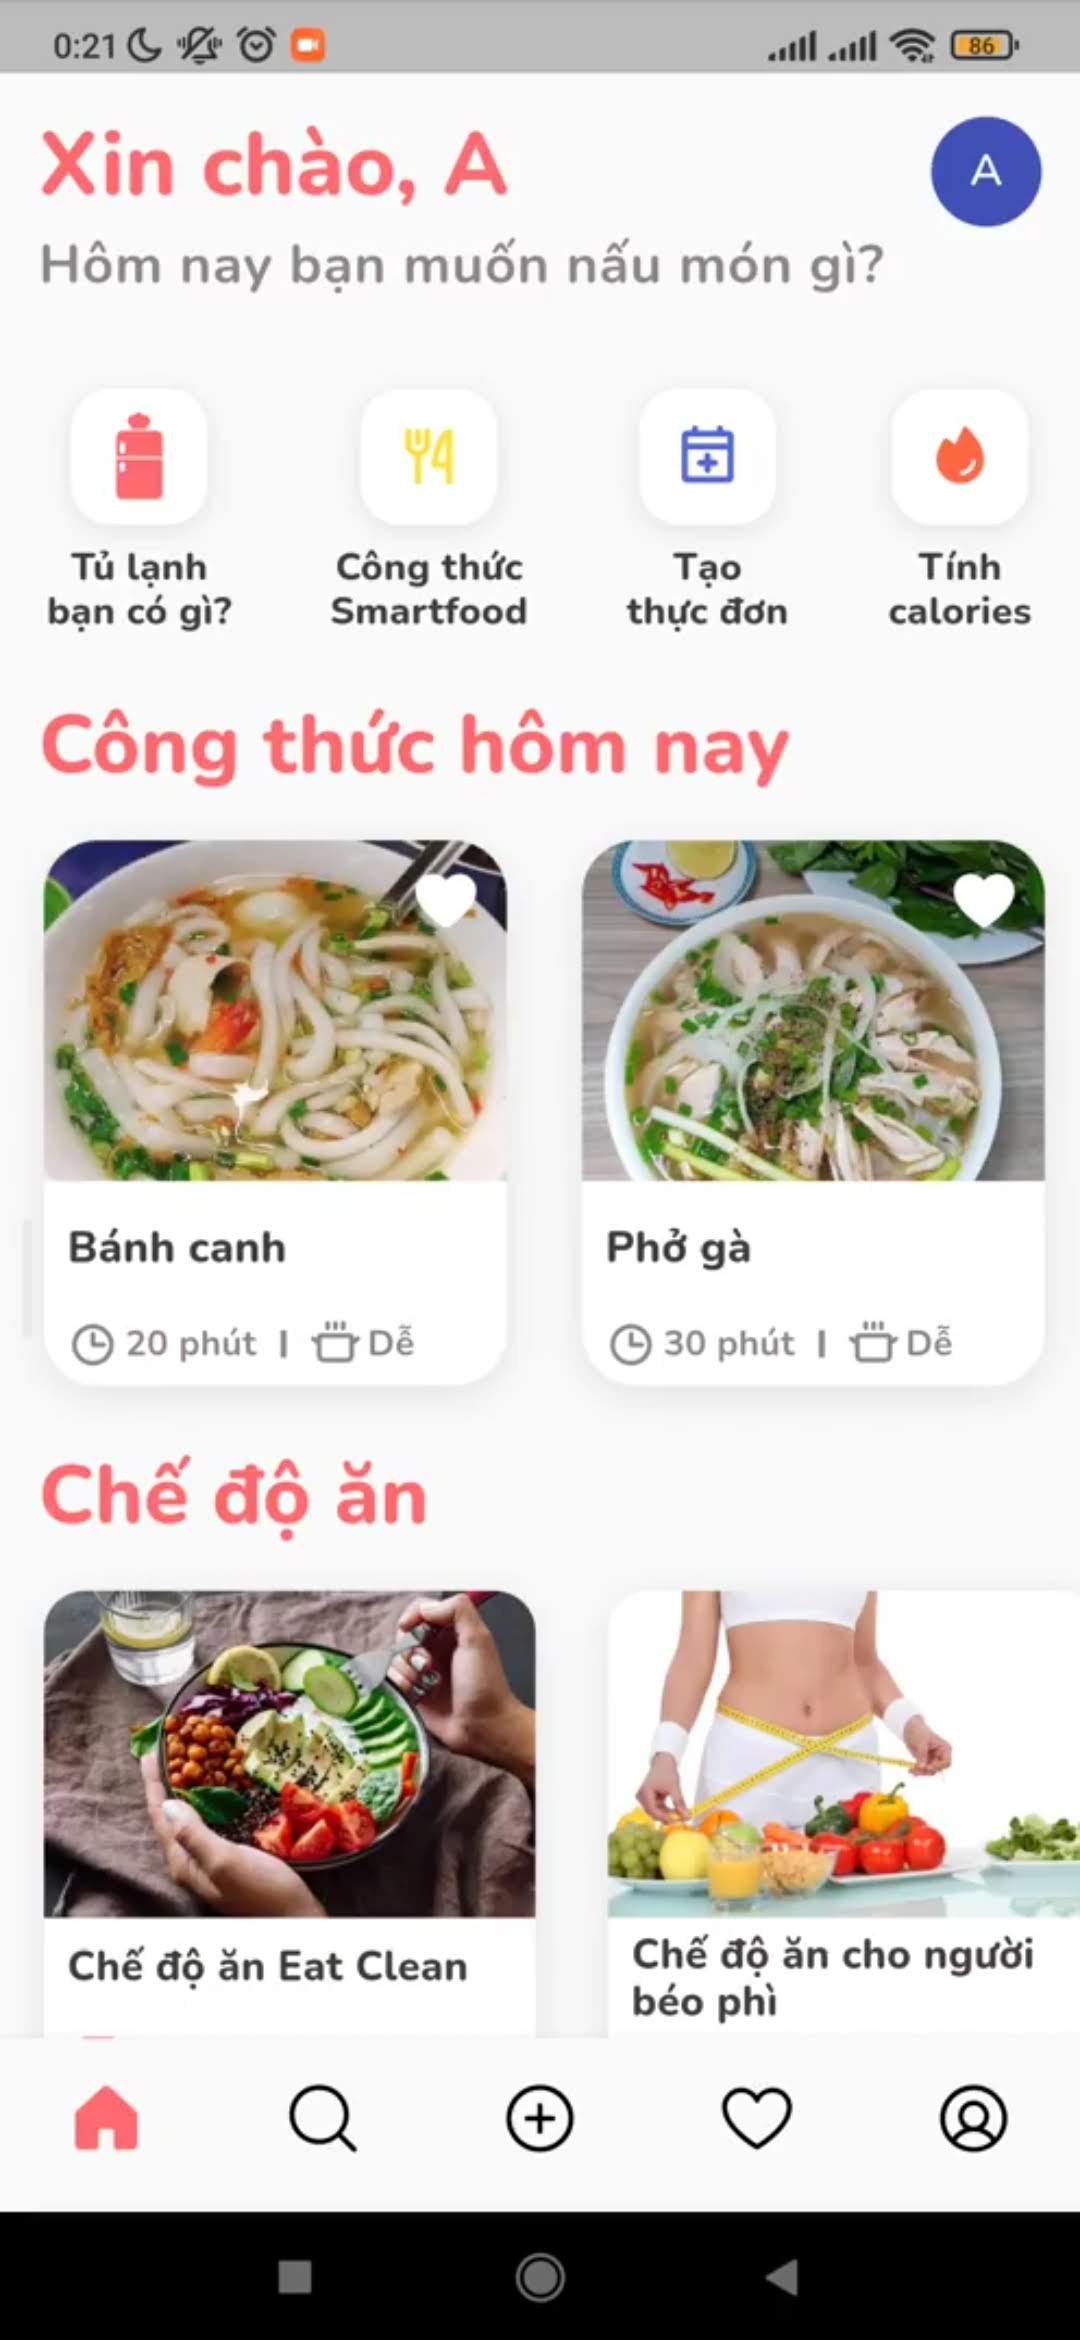 0:21
86
Xin chào, A
A
Hôm nay bạn muốn nấu món gì?
Tủ lạnh
bạn có gì?
Công thức
Smartfood
Tạo
thực đơn
Tính
calories
Công thức hôm nay
Bánh canh
20 phút | Dễ
Phở gà
30 phút | Dễ
Chế độ ăn
Chế độ ăn Eat Clean
Chế độ ăn cho người
béo phì